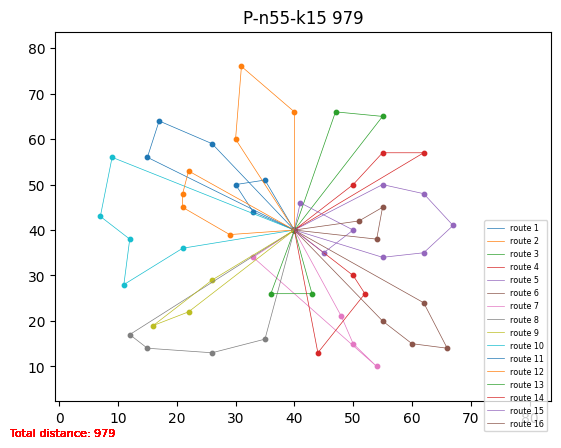 P-n55-k15 979
80
70
60
50
40
30
20
10
0 10 20 30 40 50 60 70 80
route 1
route 2
route 3
route 4
route 5
route 6
route 7
route 8
route 9
route 10
route 11
route 12
route 13
route 14
route 15
route 16
Total distance: 979